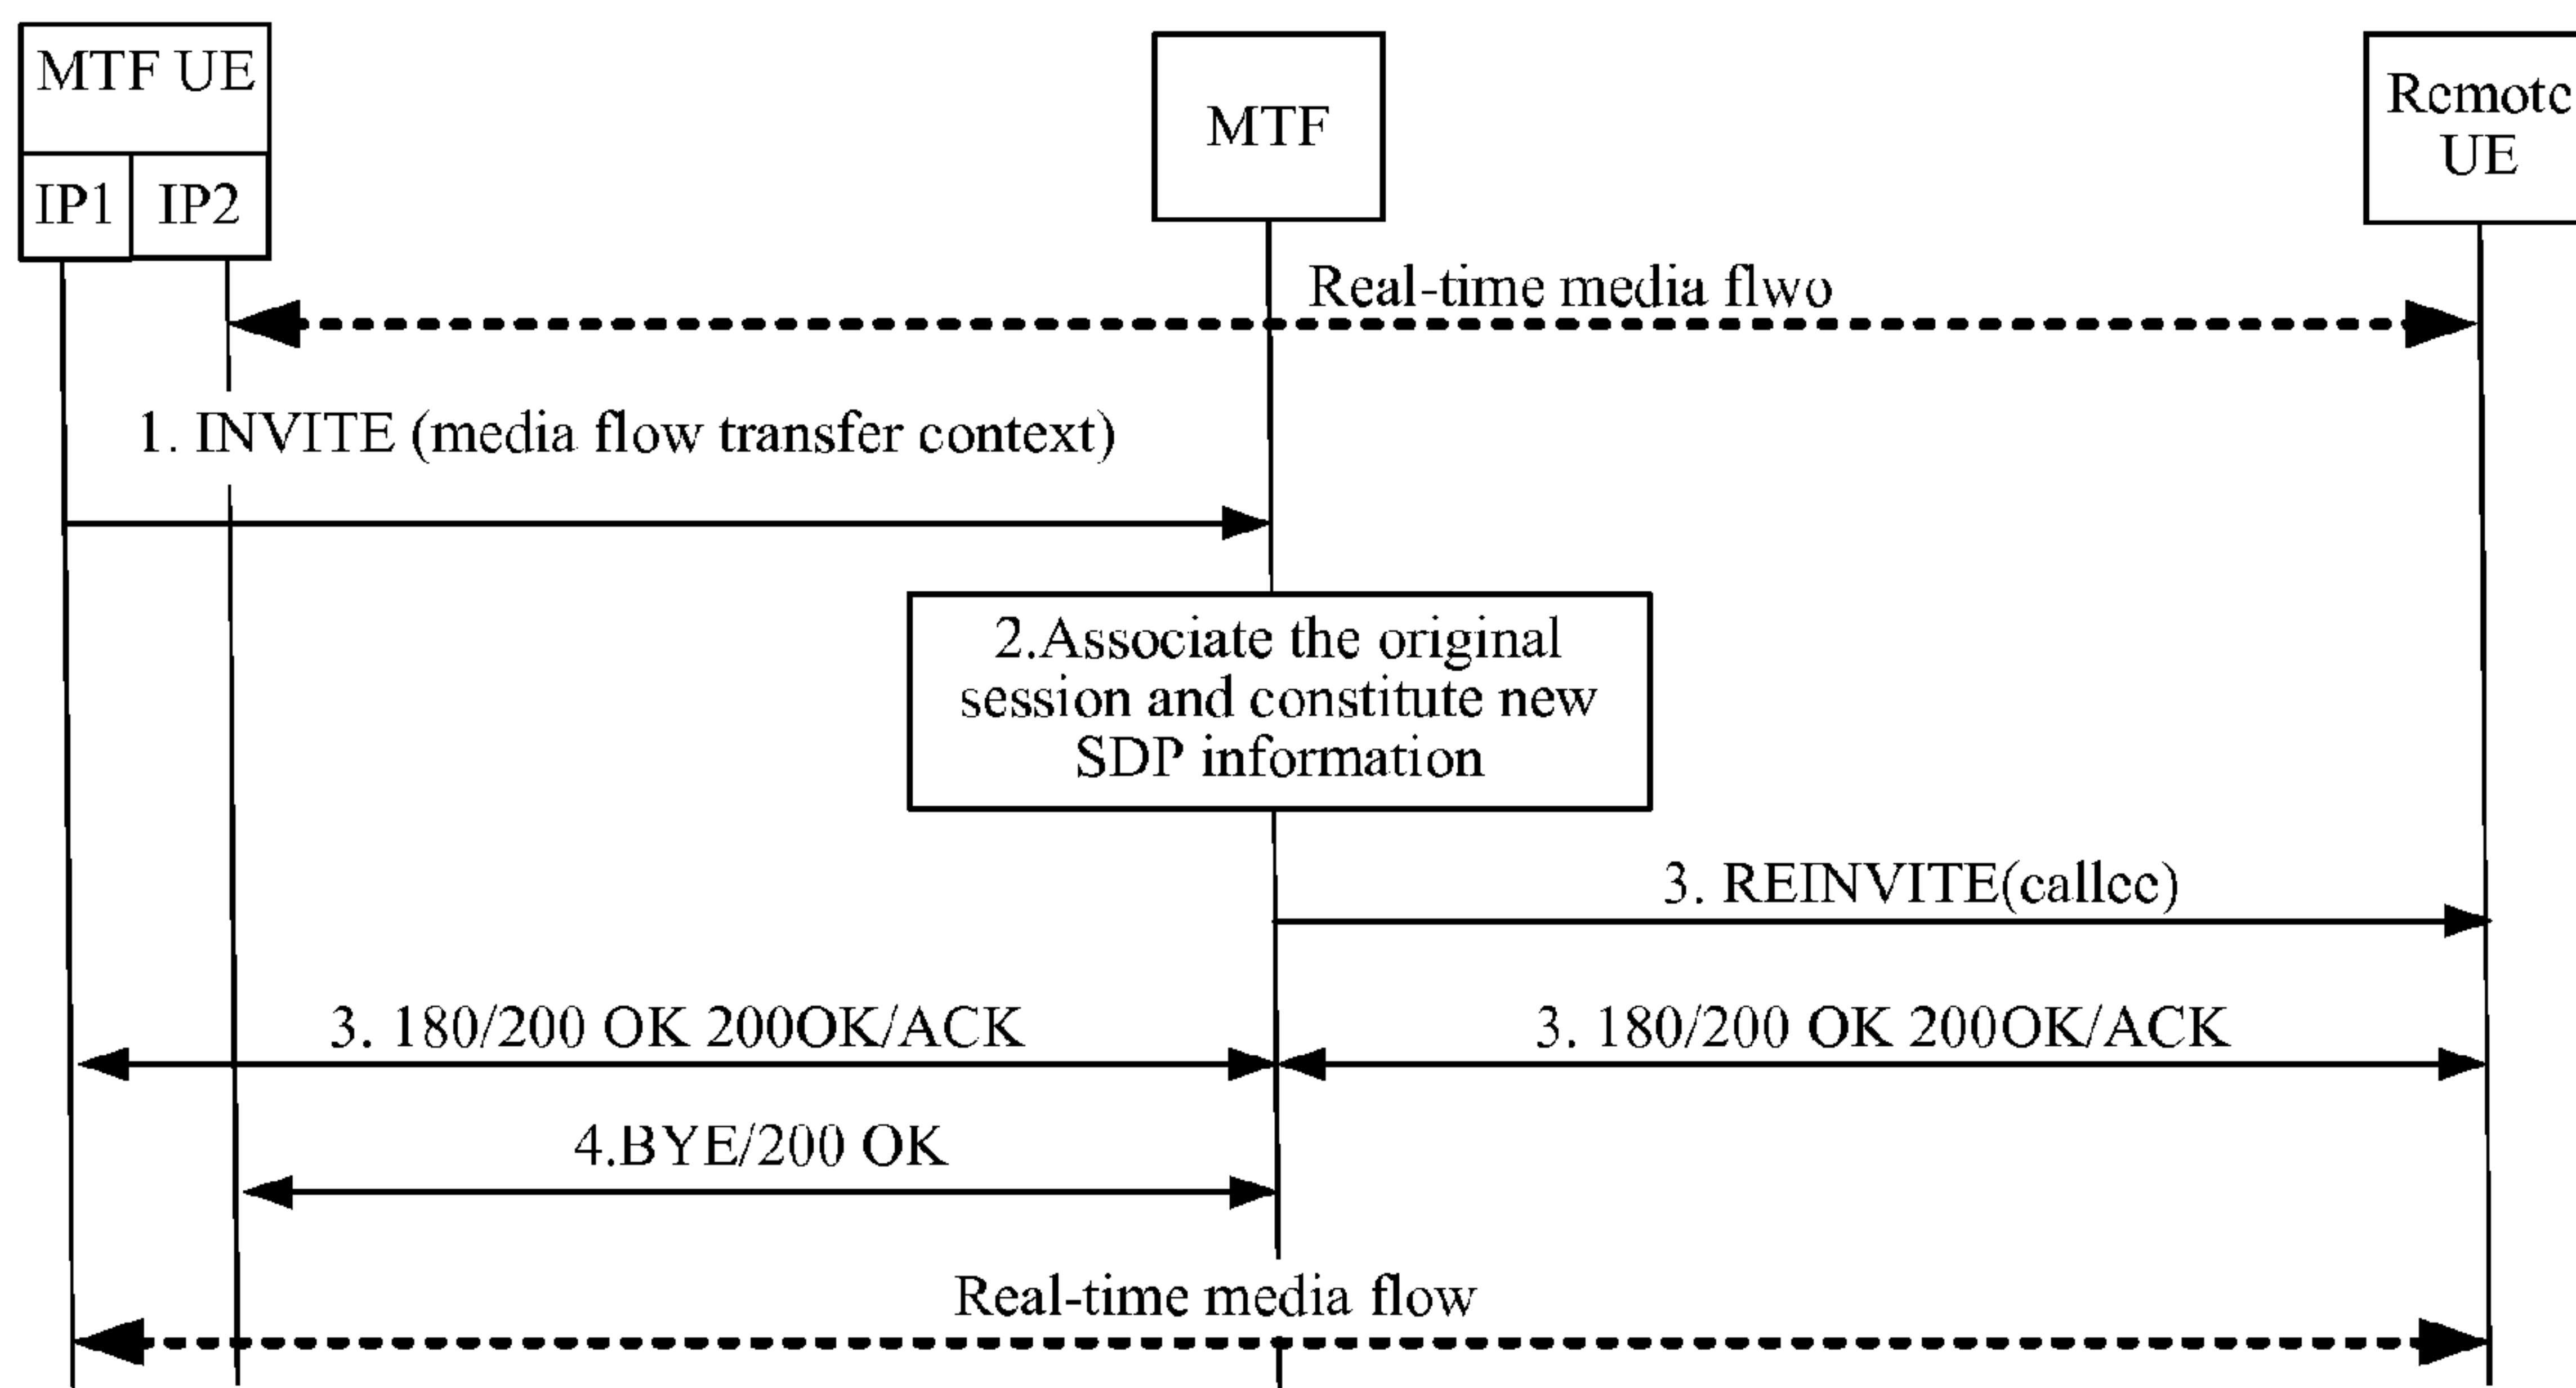 MTF UE
IP1 IP2
MTF
Remote
UE
Real-time media flwo
1. INVITE (media flow transfer context)
2.Associate the original
session and constitute new
SDP information
3. REINVITE(callee)
3. 180/200 OK 200OK/ACK
3. 180/200 OK 200OK/ACK
4.BYE/200 OK
Real-time media flow